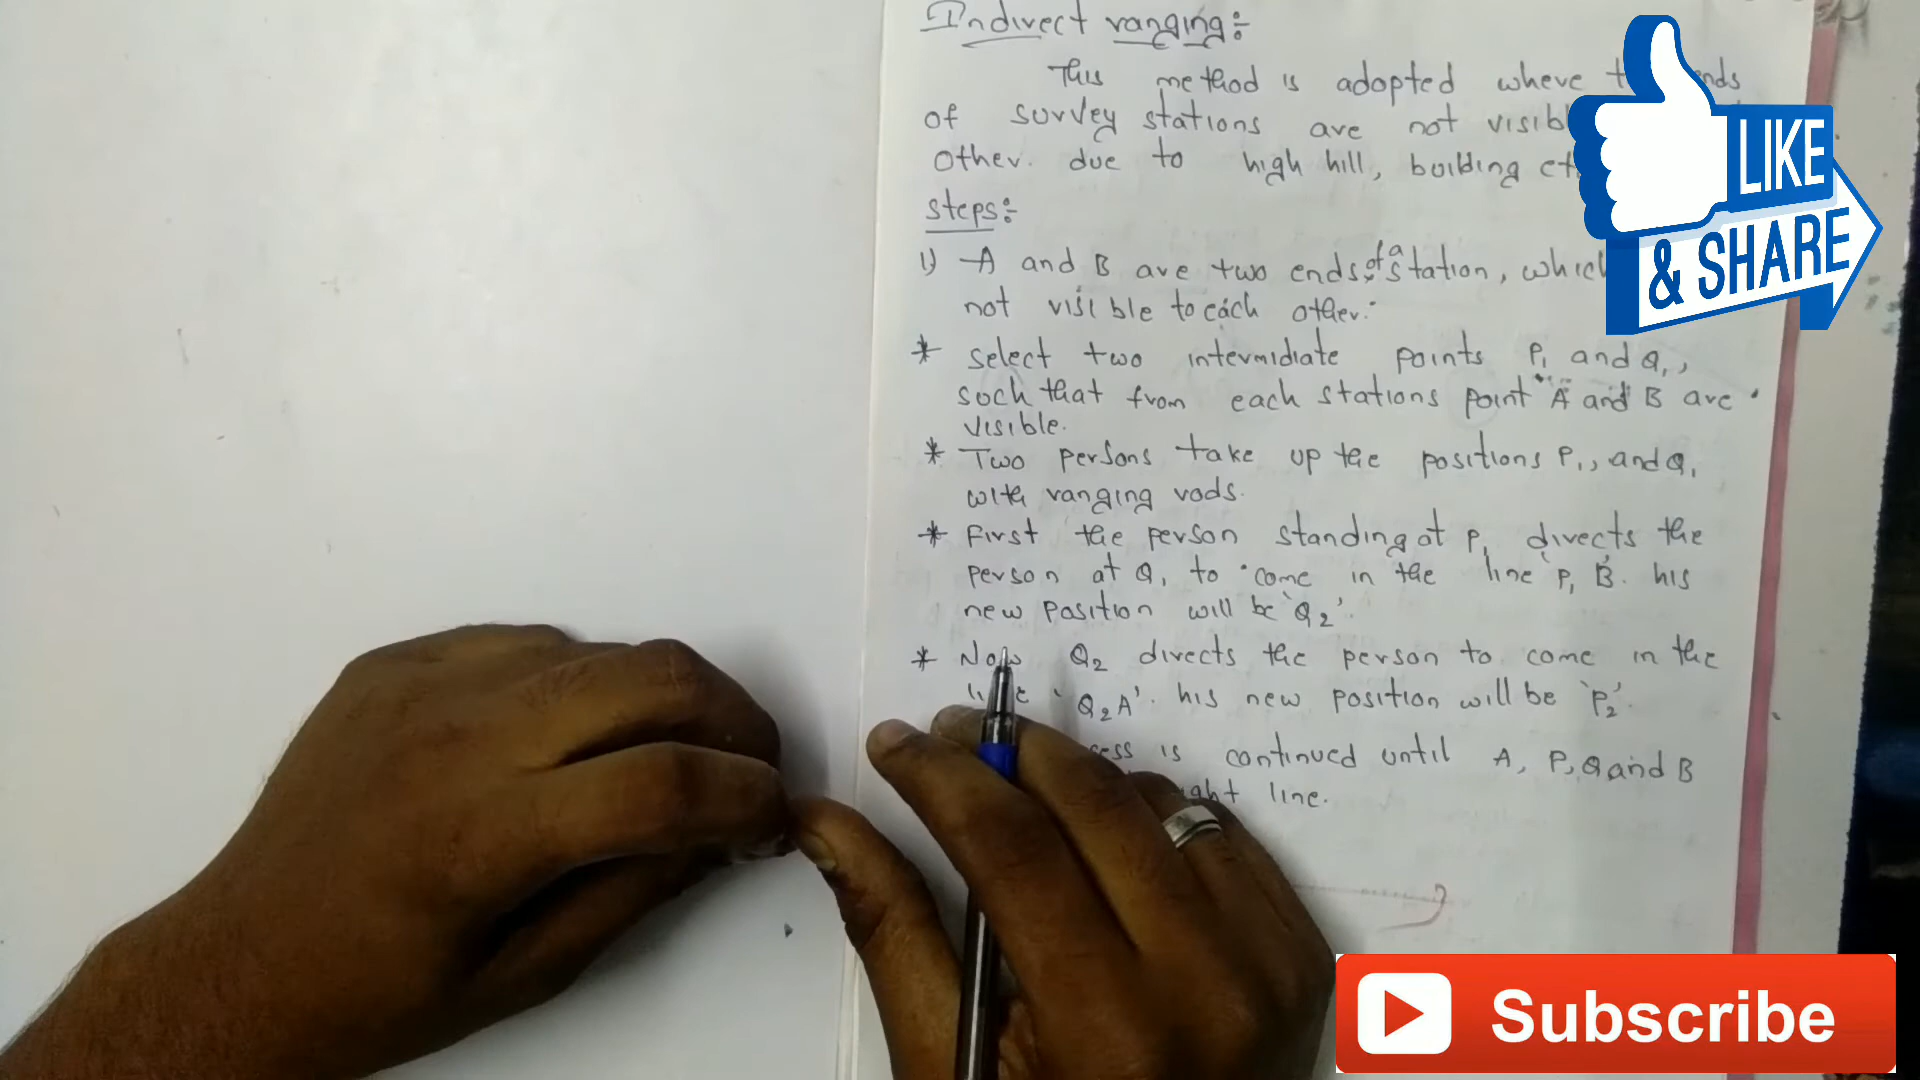 Indirect ranging:-
This method is adopted where
of survey stations are not
other. due to high hill, building
steps:-
1) A and B are two ends of a station,
not visible to each other.
* select two intermidiate points P1 and Q1,
such that from each stations point A and B are
visible.
* Two persons take up the positions P1, and Q1
with ranging rods.
* First the person standing at P1 directs the
person at Q1 to come in the line 'P1 B'. his
new position will be 'Q2'.
* Now Q2 directs the person to come in the
'Q2A'. his new position will be 'P2'.
is continued until A, P, Q and B
line.
LIKE
& SHARE
Subscribe